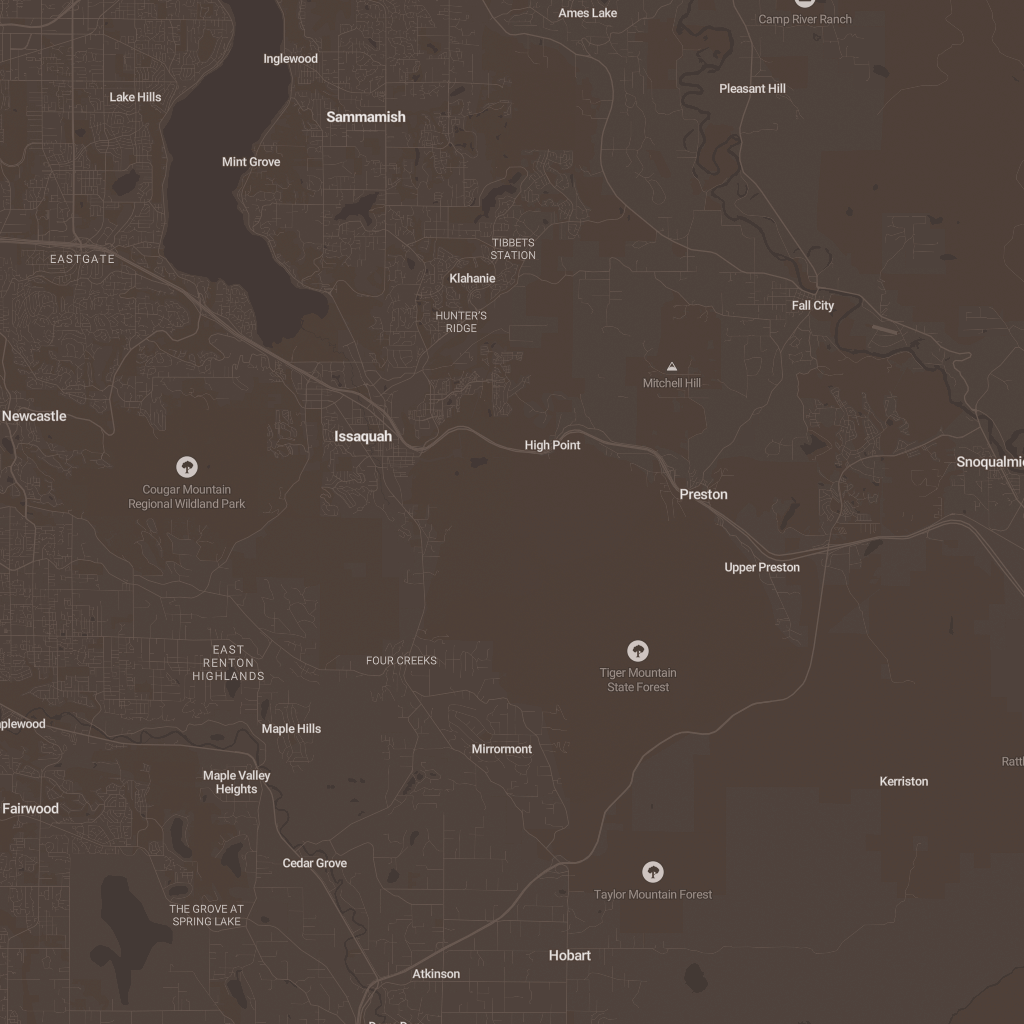 Ames Lake
Camp River Ranch
Inglewood
Pleasant Hill
Lake Hills
Sammamish
Mint Grove
TIBBETS
STATION
EASTGATE
Klahanie
Fall City
HUNTER'S
RIDGE
Mitchell Hill
Newcastle
Issaquah
High Point
Snoqualmie
Cougar Mountain
Regional Wildland Park
Preston
Upper Preston
EAST
RENTON
HIGHLANDS
FOUR CREEKS
Tiger Mountain
State Forest
plewood
Maple Hills
Mirrormont
Rattl
Maple Valley
Heights
Kerriston
Fairwood
Cedar Grove
Taylor Mountain Forest
THE GROVE AT
SPRING LAKE
Hobart
Atkinson